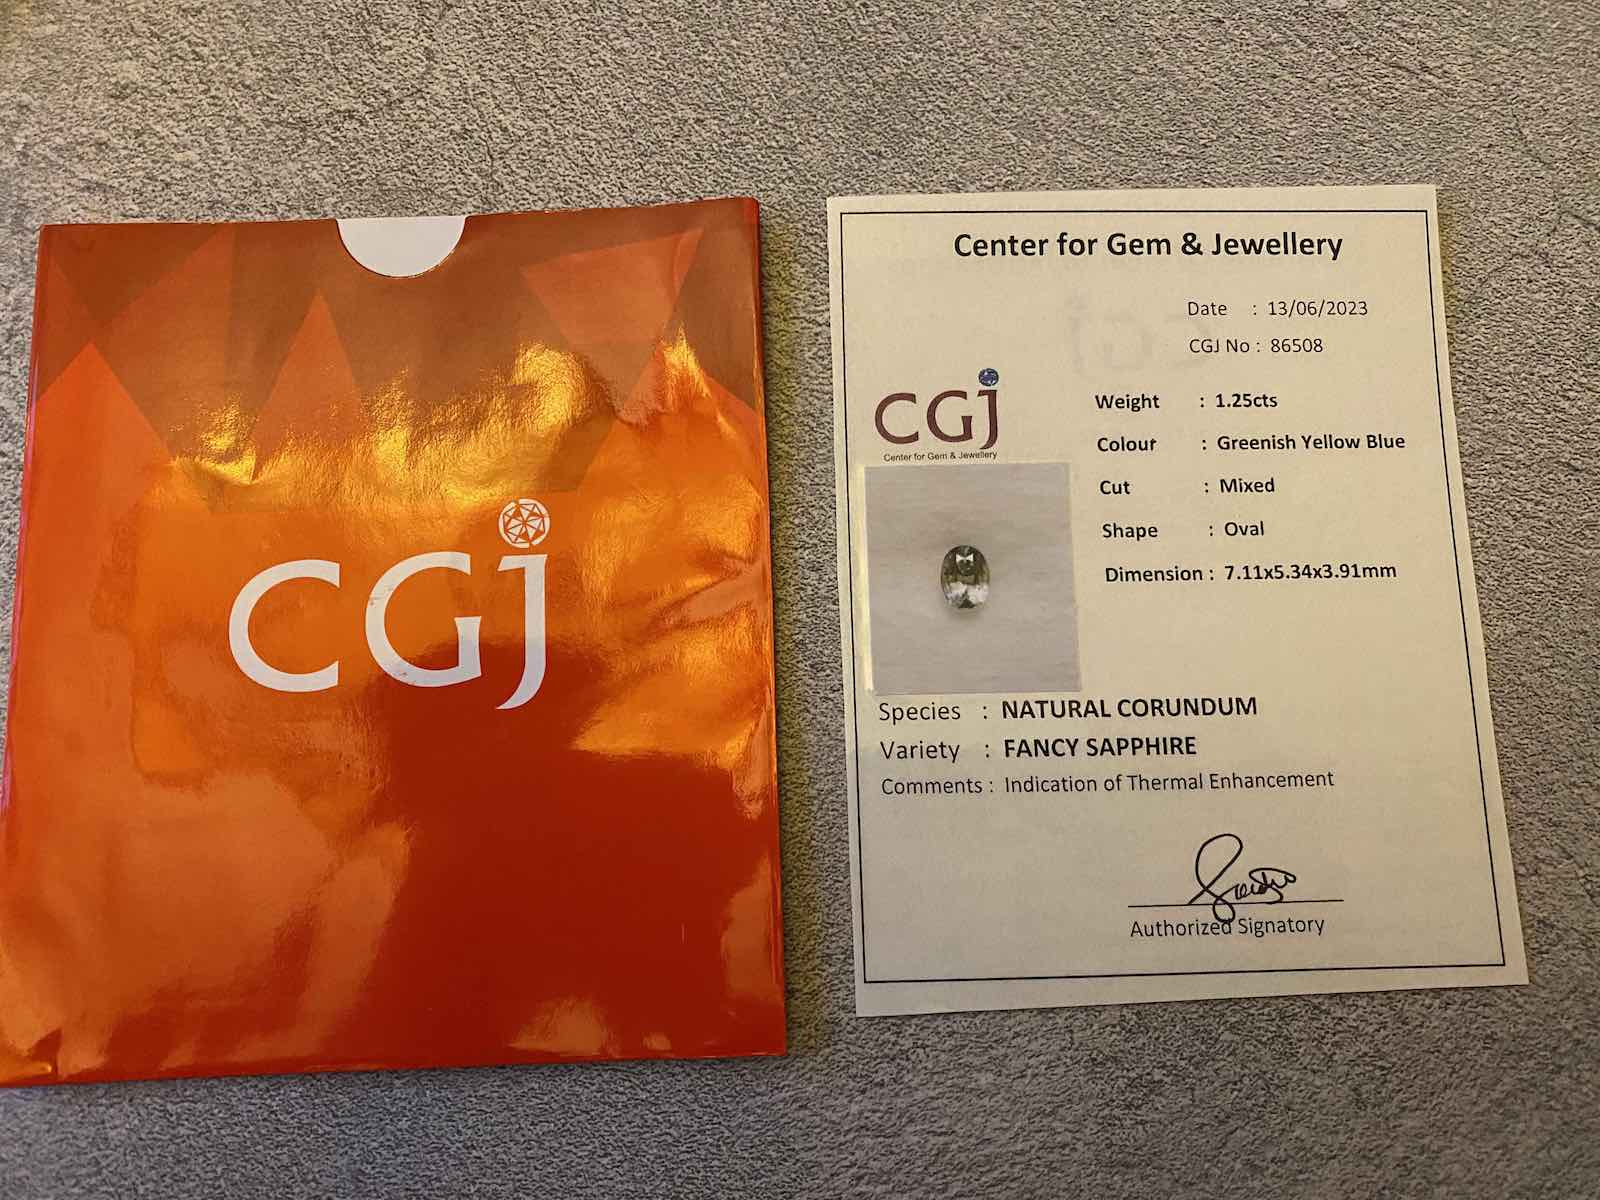 CGJ
Center for Gem & Jewellery
Date : 13/06/2023
CGJ No : 86508
CGJ
Center for Gem & Jewellery
Weight : 1.25cts
Colour : Greenish Yellow Blue
Cut : Mixed
Shape : Oval
Dimension : 7.11x5.34x3.91mm
Species : NATURAL CORUNDUM
Variety : FANCY SAPPHIRE
Comments : Indication of Thermal Enhancement
Authorized Signatory